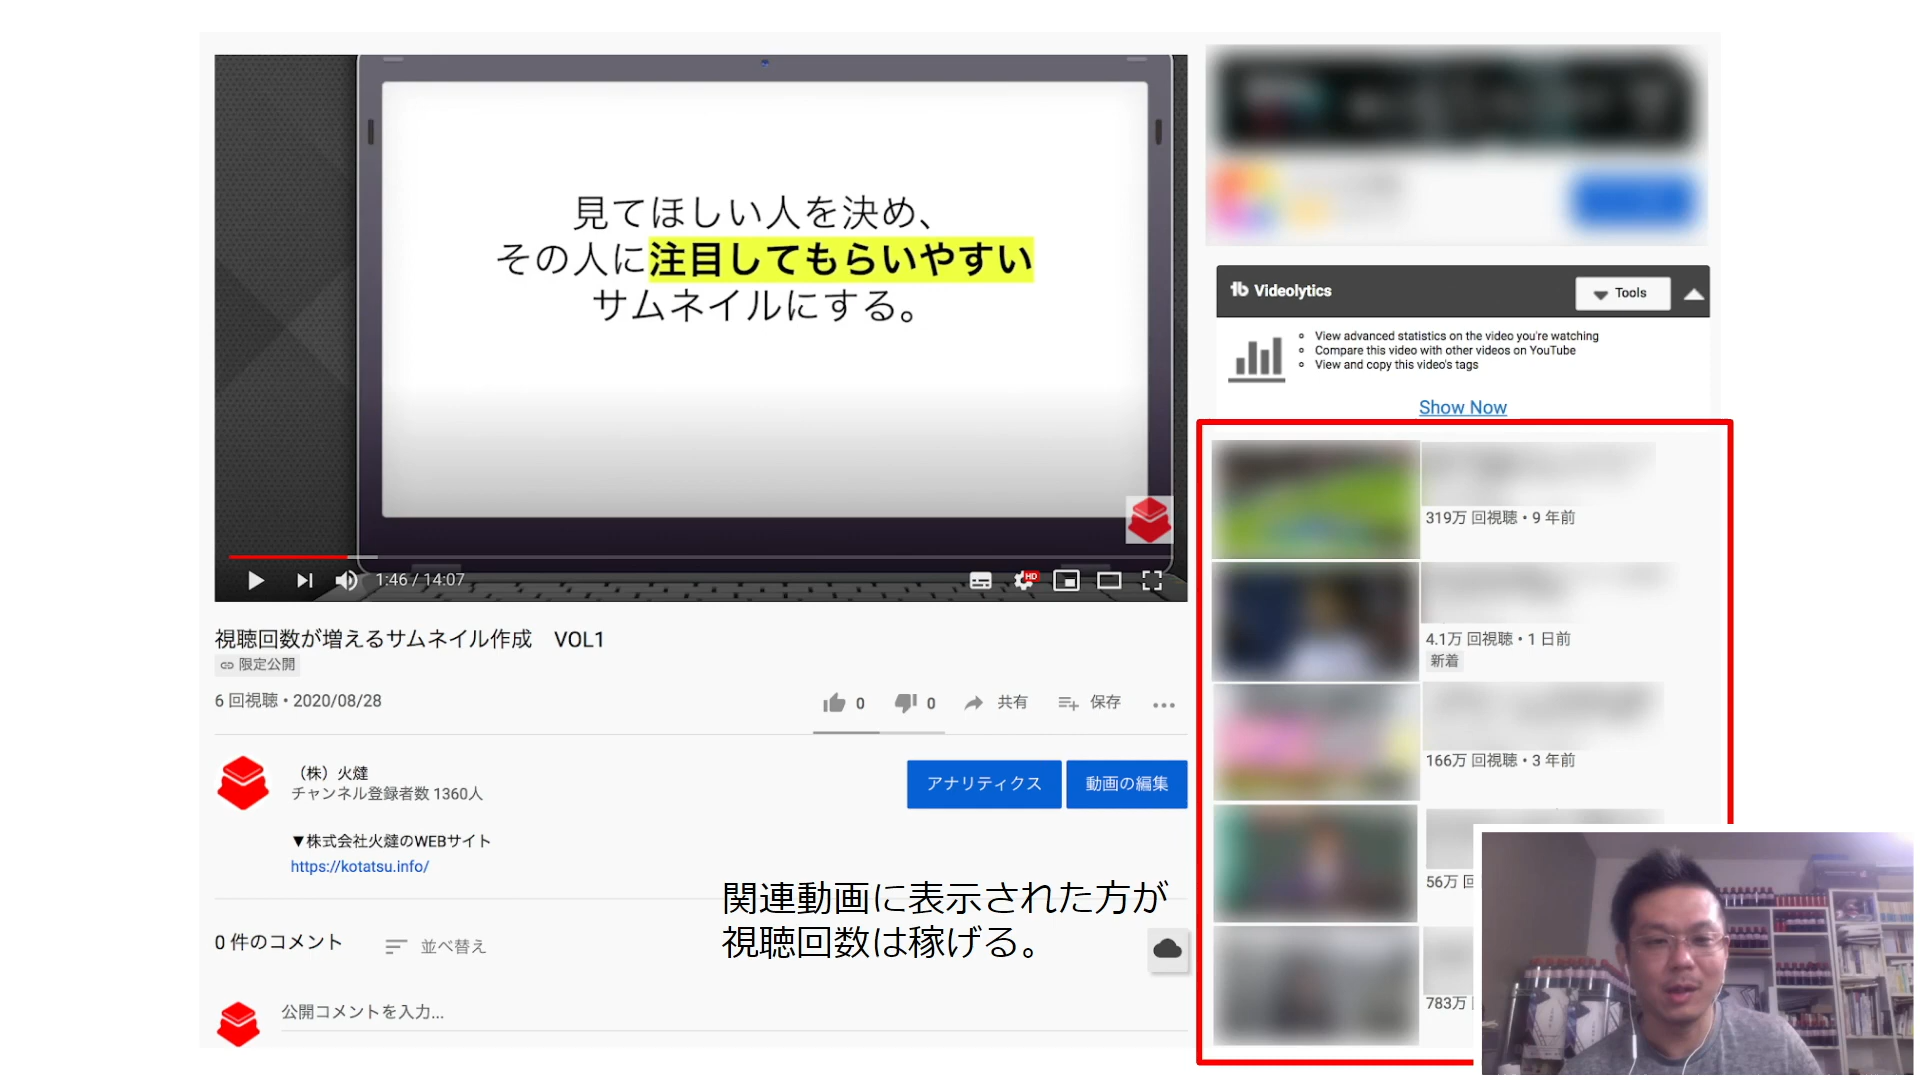 見てほしい人を決め、
その人に注目してもらいやすい
サムネイルにする。
1:46 / 14:07
HD
視聴回数が増えるサムネイル作成　VOL1
限定公開
6 回視聴・2020/08/28
0
0
共有
保存
（株）火燵
チャンネル登録者数 1360人
アナリティクス
動画の編集
▼株式会社火燵のWEBサイト
https://kotatsu.info/
関連動画に表示された方が
視聴回数は稼げる。
0 件のコメント
並べ替え
公開コメントを入力...
Videolytics
Tools
View advanced statistics on the video you're watching
Compare this video with other videos on YouTube
View and copy this video's tags
Show Now
319万 回視聴・9 年前
4.1万 回視聴・1 日前
新着
166万 回視聴・3 年前
56万 回
783万